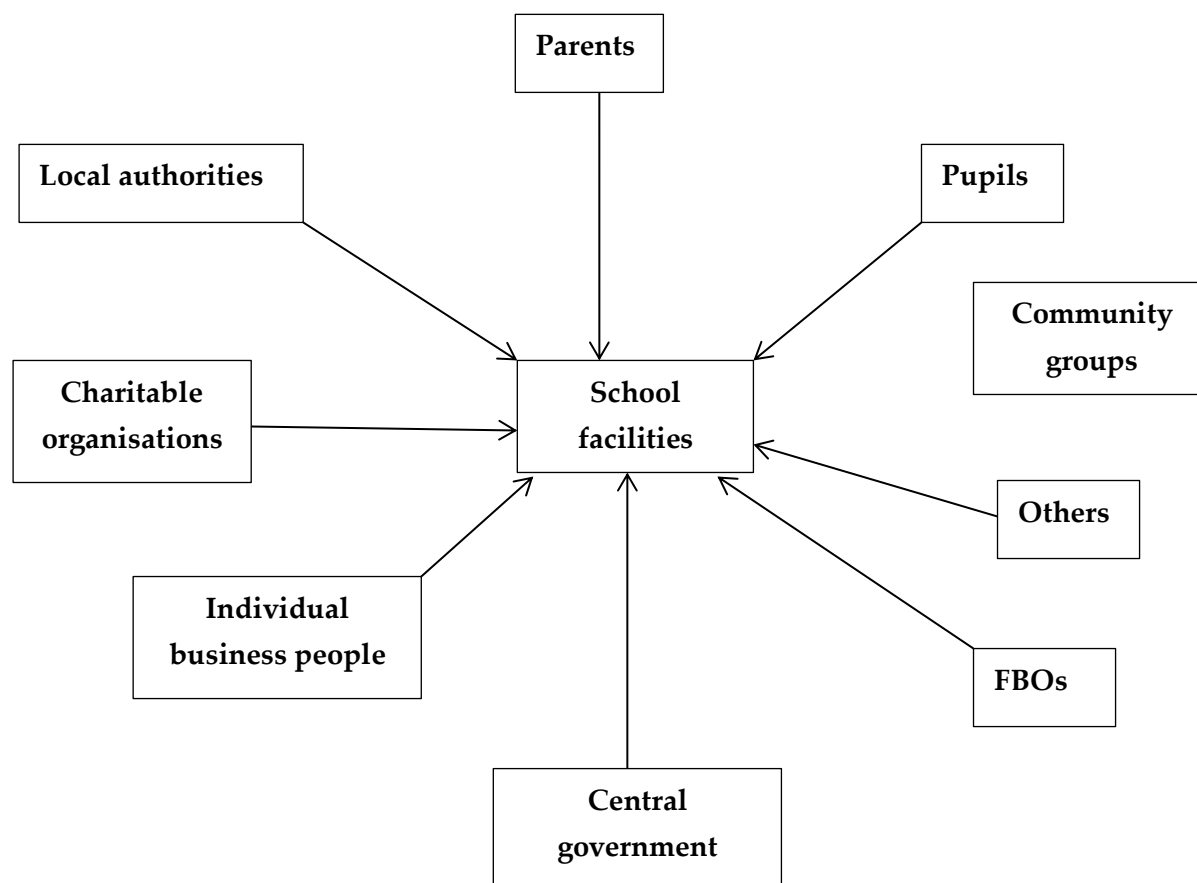 Parents
Local authorities
Pupils
Community
groups
Charitable
organisations
School
facilities
Others
Individual
business people
FBOs
Central
government